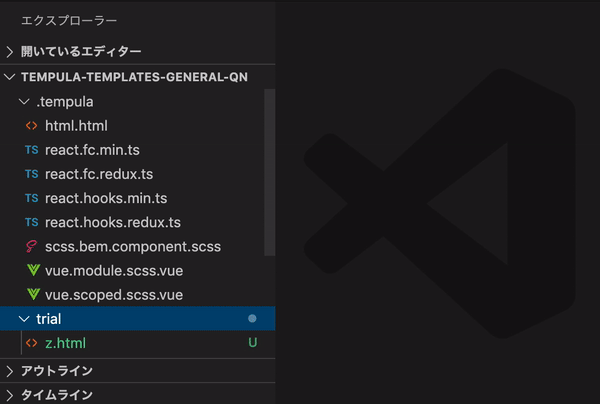 エクスプローラー
開いているエディター
TEMPULA-TEMPLATES-GENERAL-QN
.tempula
html.html
TS react.fc.min.ts
TS react.fc.redux.ts
TS react.hooks.min.ts
TS react.hooks.redux.ts
scss.bem.component.scss
vue.module.scss.vue
vue.scoped.scss.vue
trial
z.html U
アウトライン
タイムライン